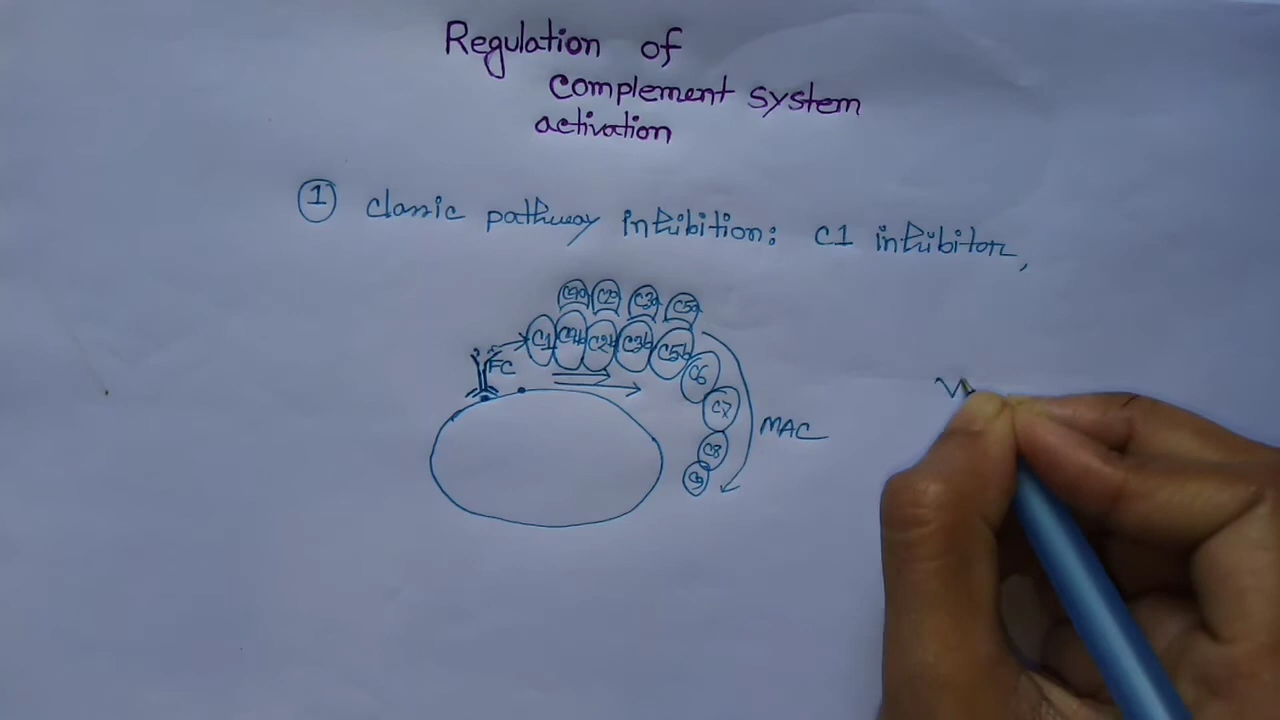 Regulation of
complement system
activation
1 classic pathway inhibition: C1 inhibitor,
C4a C2a C3a C5a
C1 C4b C2b C3b C5b
FC
C6
C7
MAC
C8
C9